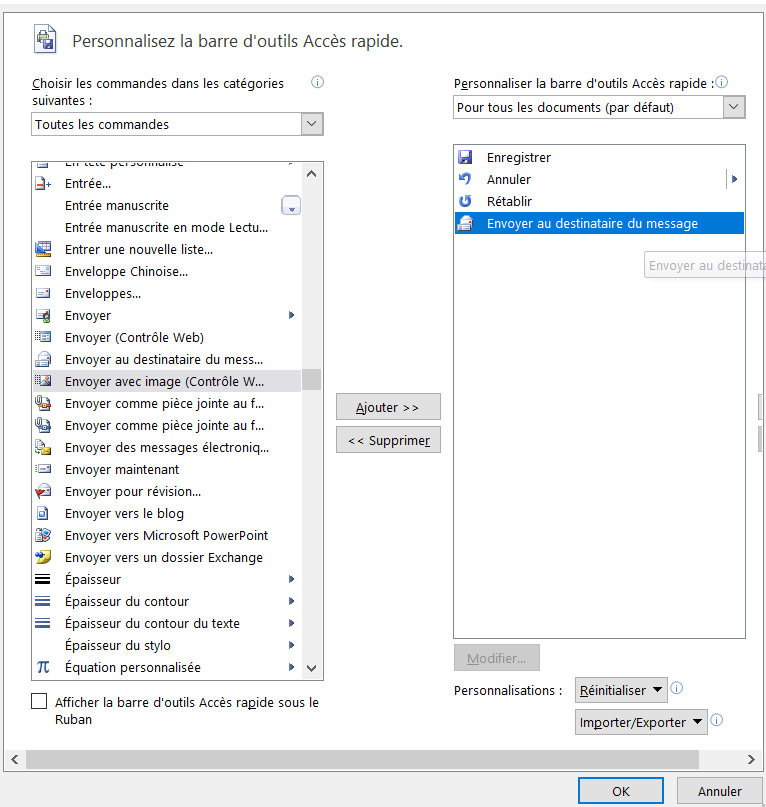 Personnalisez la barre d'outils Accès rapide.
Choisir les commandes dans les catégories
suivantes :
Toutes les commandes
En-tête personnalisé
Entrée...
Entrée manuscrite
Entrée manuscrite en mode Lectu...
Entrer une nouvelle liste...
Enveloppe Chinoise...
Enveloppes...
Envoyer
Envoyer (Contrôle Web)
Envoyer au destinataire du mess...
Envoyer avec image (Contrôle W...
Envoyer comme pièce jointe au f...
Envoyer comme pièce jointe au f...
Envoyer des messages électroniq...
Envoyer maintenant
Envoyer pour révision...
Envoyer vers le blog
Envoyer vers Microsoft PowerPoint
Envoyer vers un dossier Exchange
Épaisseur
Épaisseur du contour
Épaisseur du contour du texte
Épaisseur du stylo
Équation personnalisée
Afficher la barre d'outils Accès rapide sous le
Ruban
Ajouter >>
<< Supprimer
Personnaliser la barre d'outils Accès rapide :
Pour tous les documents (par défaut)
Enregistrer
Annuler
Rétablir
Envoyer au destinataire du message
Envoyer au destinata
Modifier...
Personnalisations :
Réinitialiser
Importer/Exporter
OK
Annuler